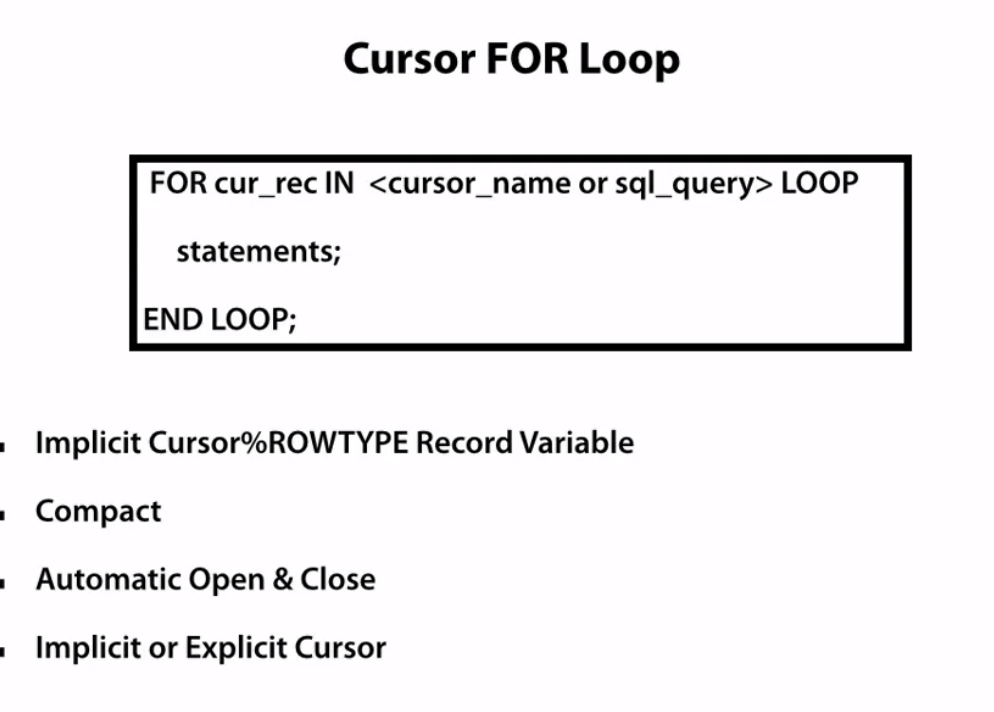 Cursor FOR Loop
FOR cur_rec IN <cursor_name or sql_query> LOOP
statements;
END LOOP;
Implicit Cursor%ROWTYPE Record Variable
Compact
Automatic Open & Close
Implicit or Explicit Cursor